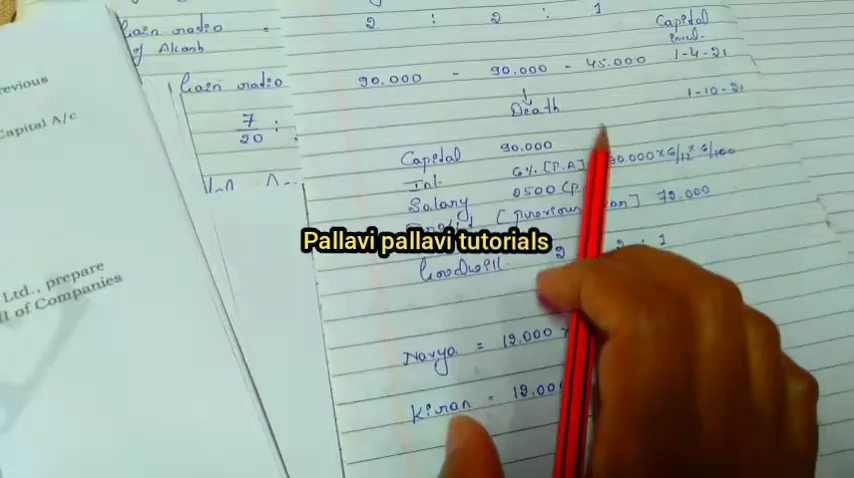 revious
Capital A/c
Ltd., prepare
II of Companies
Gain ratio =
of Akash
Gain ratio
7
20 :
2 : 2 : 1
Capital
90.000 - 90.000 - 45.000 1-4-21
Death 1-10-21
Capital 90.000
Int. 6% [P.A] 90.000 x 6/12 x 6/100
Salary 2500 (P.
[previous 72.000
Goodwill 2 2 : 1
Navya = 12.000 x
Kiran = 12.000
Pallavi pallavi tutorials